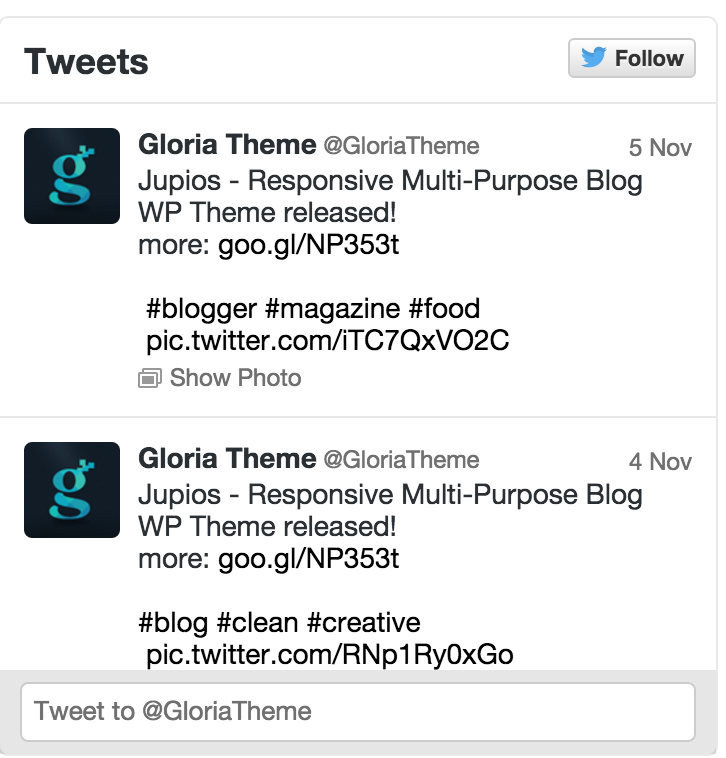 Tweets
Follow
Gloria Theme @GloriaTheme 5 Nov
Jupios - Responsive Multi-Purpose Blog
WP Theme released!
more: goo.gl/NP353t
#blogger #magazine #food
pic.twitter.com/iTC7QxVO2C
Show Photo
Gloria Theme @GloriaTheme 4 Nov
Jupios - Responsive Multi-Purpose Blog
WP Theme released!
more: goo.gl/NP353t
#blog #clean #creative
pic.twitter.com/RNp1Ry0xGo
Tweet to @GloriaTheme